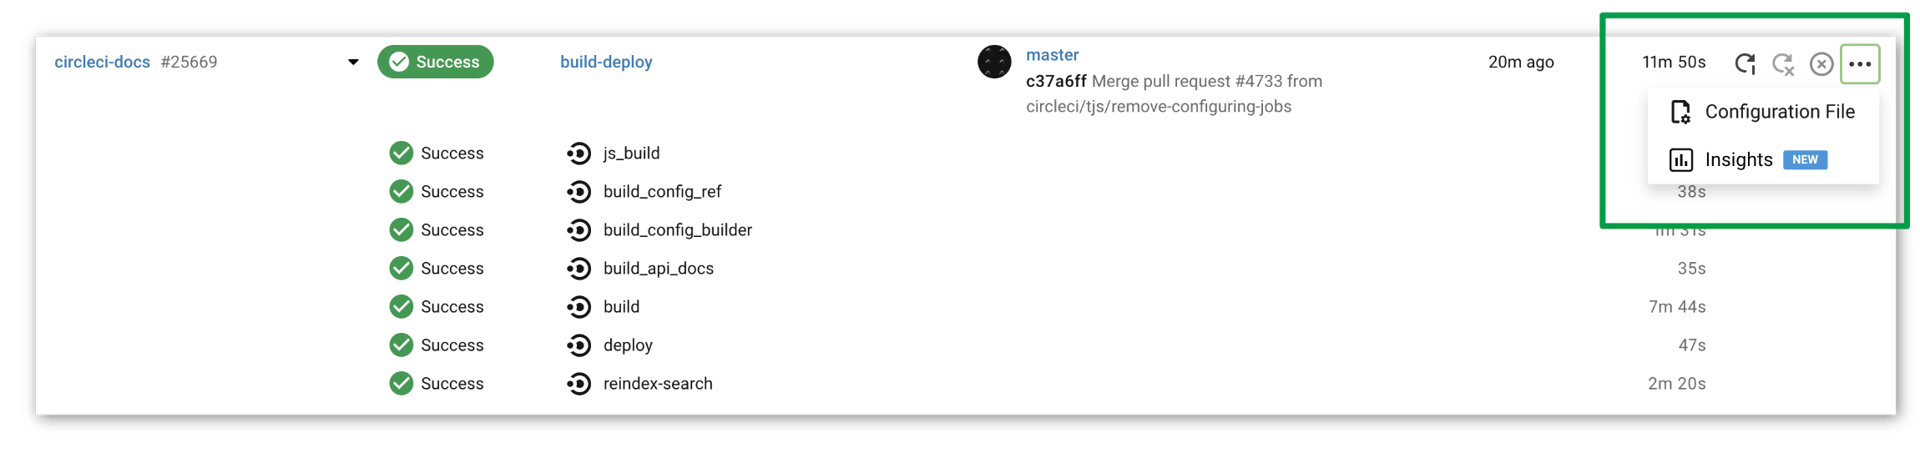 circleci-docs #25669 Success build-deploy master 20m ago 11m 50s
c37a6ff Merge pull request #4733 from
circleci/tjs/remove-configuring-jobs
Configuration File
Success js_build
Insights NEW
Success build_config_ref 38s
Success build_config_builder 1m 31s
Success build_api_docs 35s
Success build 7m 44s
Success deploy 47s
Success reindex-search 2m 20s